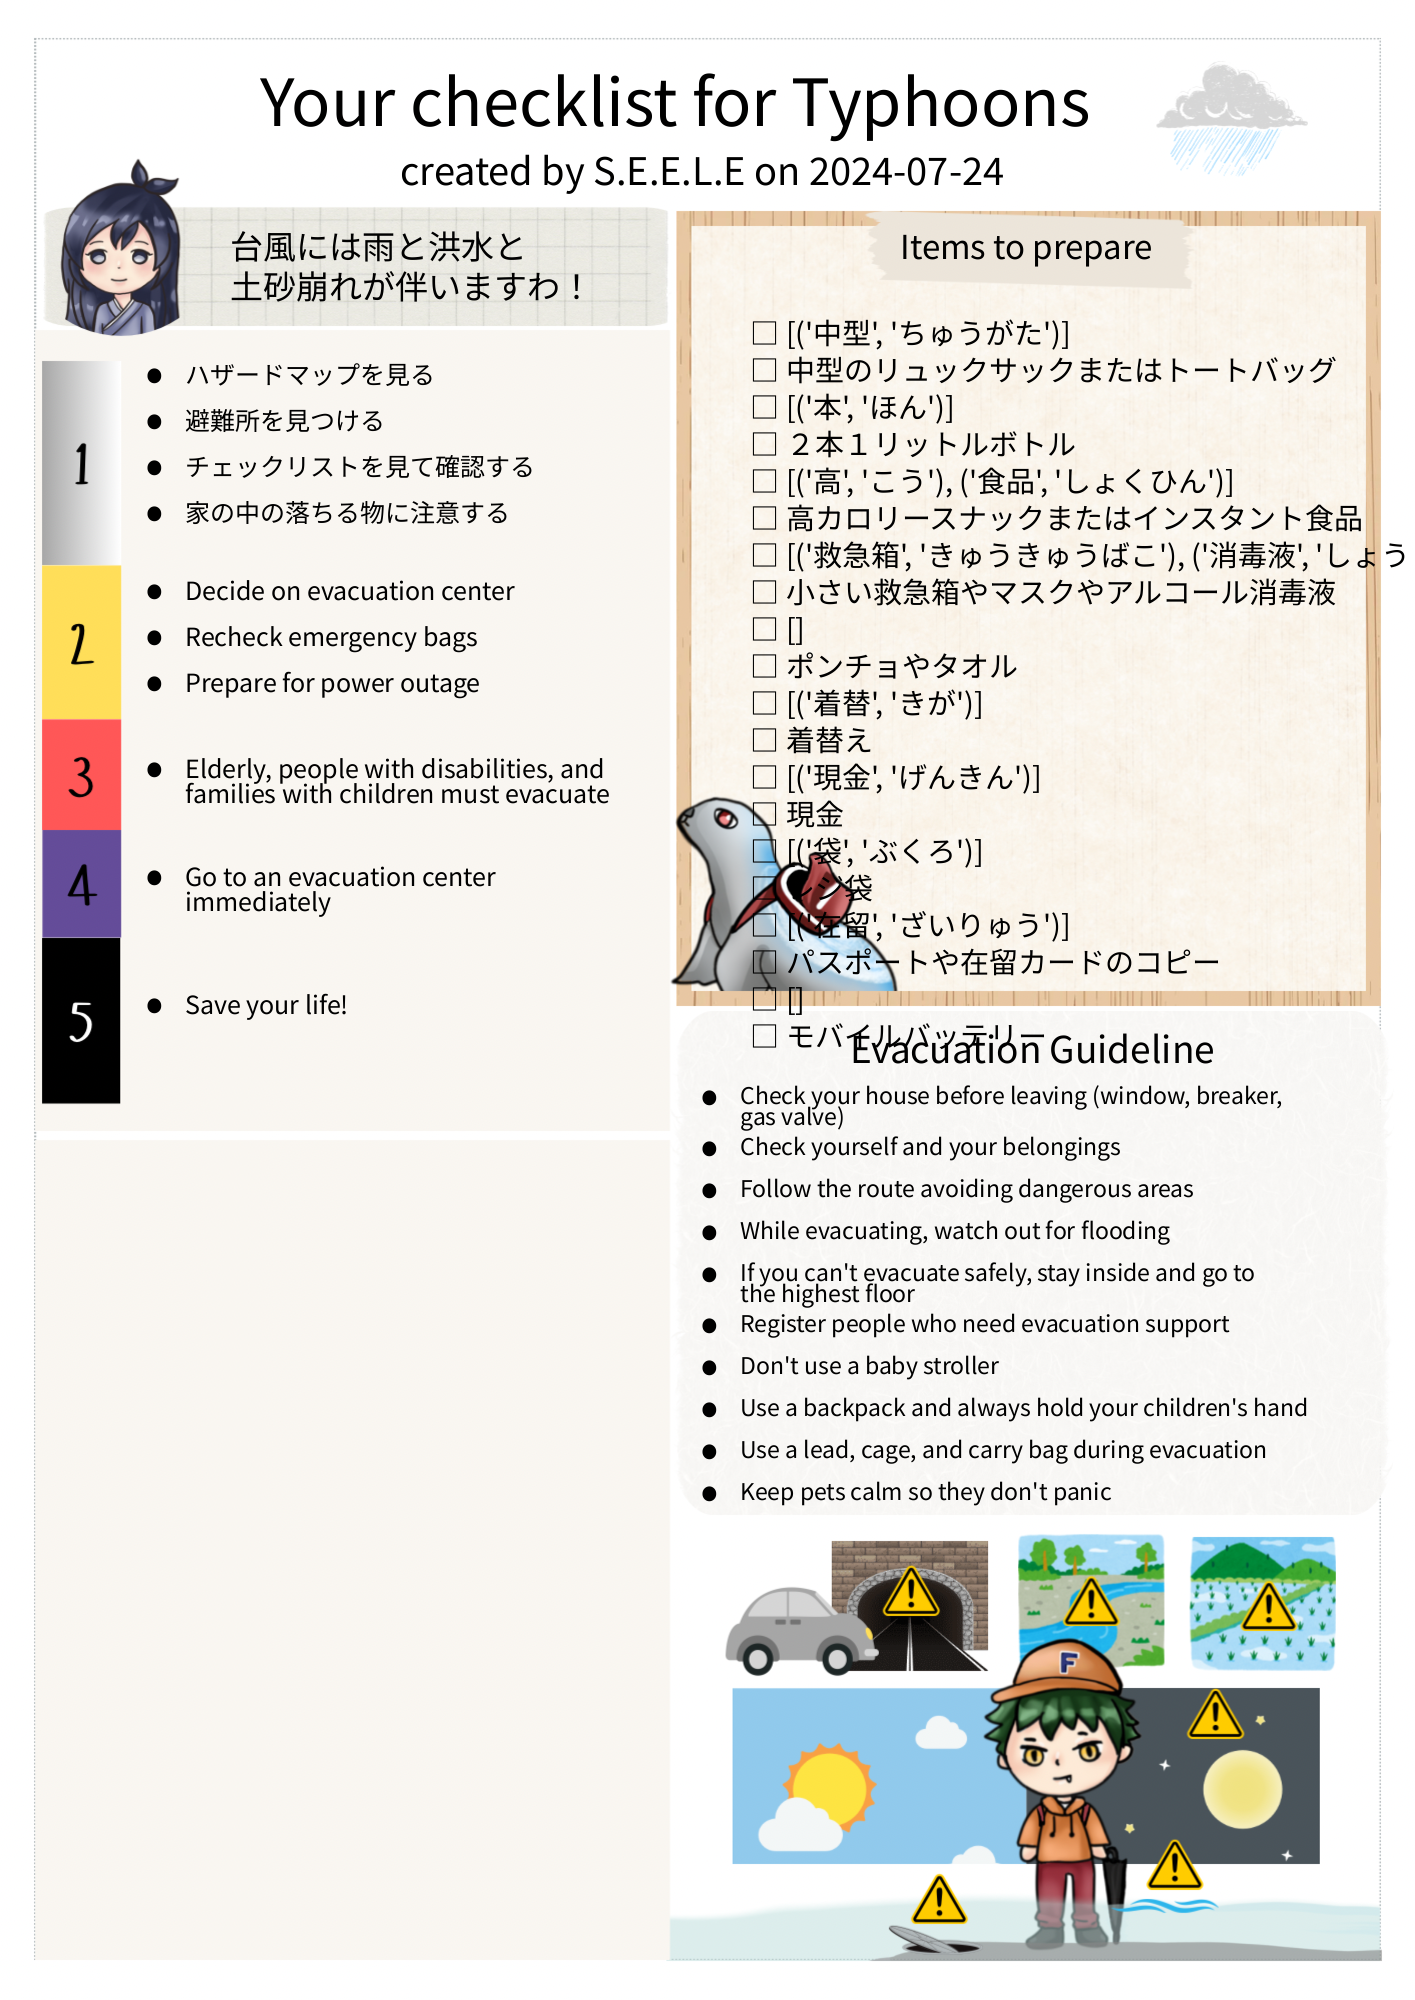 Your checklist for Typhoons
created by S.E.E.L.E on 2024-07-24
台風には雨と洪水と
土砂崩れが伴いますわ！
1
● ハザードマップを見る
● 避難所を見つける
● チェックリストを見て確認する
● 家の中の落ちる物に注意する
2
● Decide on evacuation center
● Recheck emergency bags
● Prepare for power outage
3
● Elderly, people with disabilities, and
families with children must evacuate
4
● Go to an evacuation center
immediately
5
● Save your life!
Items to prepare
□ [('中型', 'ちゅうがた')]
□ 中型のリュックサックまたはトートバッグ
□ [('本', 'ほん')]
□ ２本１リットルボトル
□ [('高', 'こう'), ('食品', 'しょくひん')]
□ 高カロリースナックまたはインスタント食品
□ [('救急箱', 'きゅうきゅうばこ'), ('消毒液', 'しょう
□ 小さい救急箱やマスクやアルコール消毒液
□ []
□ ポンチョやタオル
□ [('着替', 'きが')]
□ 着替え
□ [('現金', 'げんきん')]
□ 現金
□ [('袋', 'ぶくろ')]
□ レジ袋
□ [('在留', 'ざいりゅう')]
□ パスポートや在留カードのコピー
□ []
□ モバイルバッテリー
Evacuation Guideline
● Check your house before leaving (window, breaker,
gas valve)
● Check yourself and your belongings
● Follow the route avoiding dangerous areas
● While evacuating, watch out for flooding
● If you can't evacuate safely, stay inside and go to
the highest floor
● Register people who need evacuation support
● Don't use a baby stroller
● Use a backpack and always hold your children's hand
● Use a lead, cage, and carry bag during evacuation
● Keep pets calm so they don't panic
F